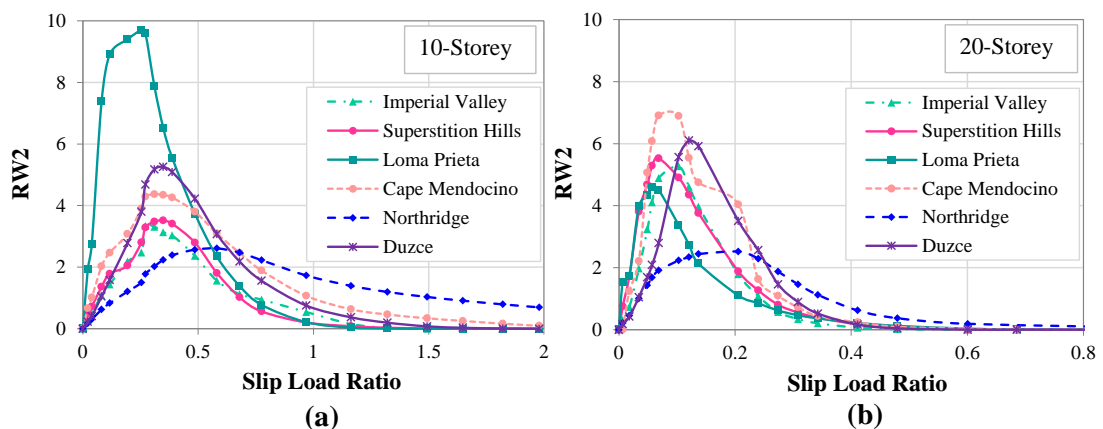 10-Storey
RW2
10
8
6
4
2
0
Imperial Valley
Superstition Hills
Loma Prieta
Cape Mendocino
Northridge
Duzce
0 0.5 1 1.5 2
Slip Load Ratio
(a)
20-Storey
RW2
10
8
6
4
2
0
Imperial Valley
Superstition Hills
Loma Prieta
Cape Mendocino
Northridge
Duzce
0 0.2 0.4 0.6 0.8
Slip Load Ratio
(b)